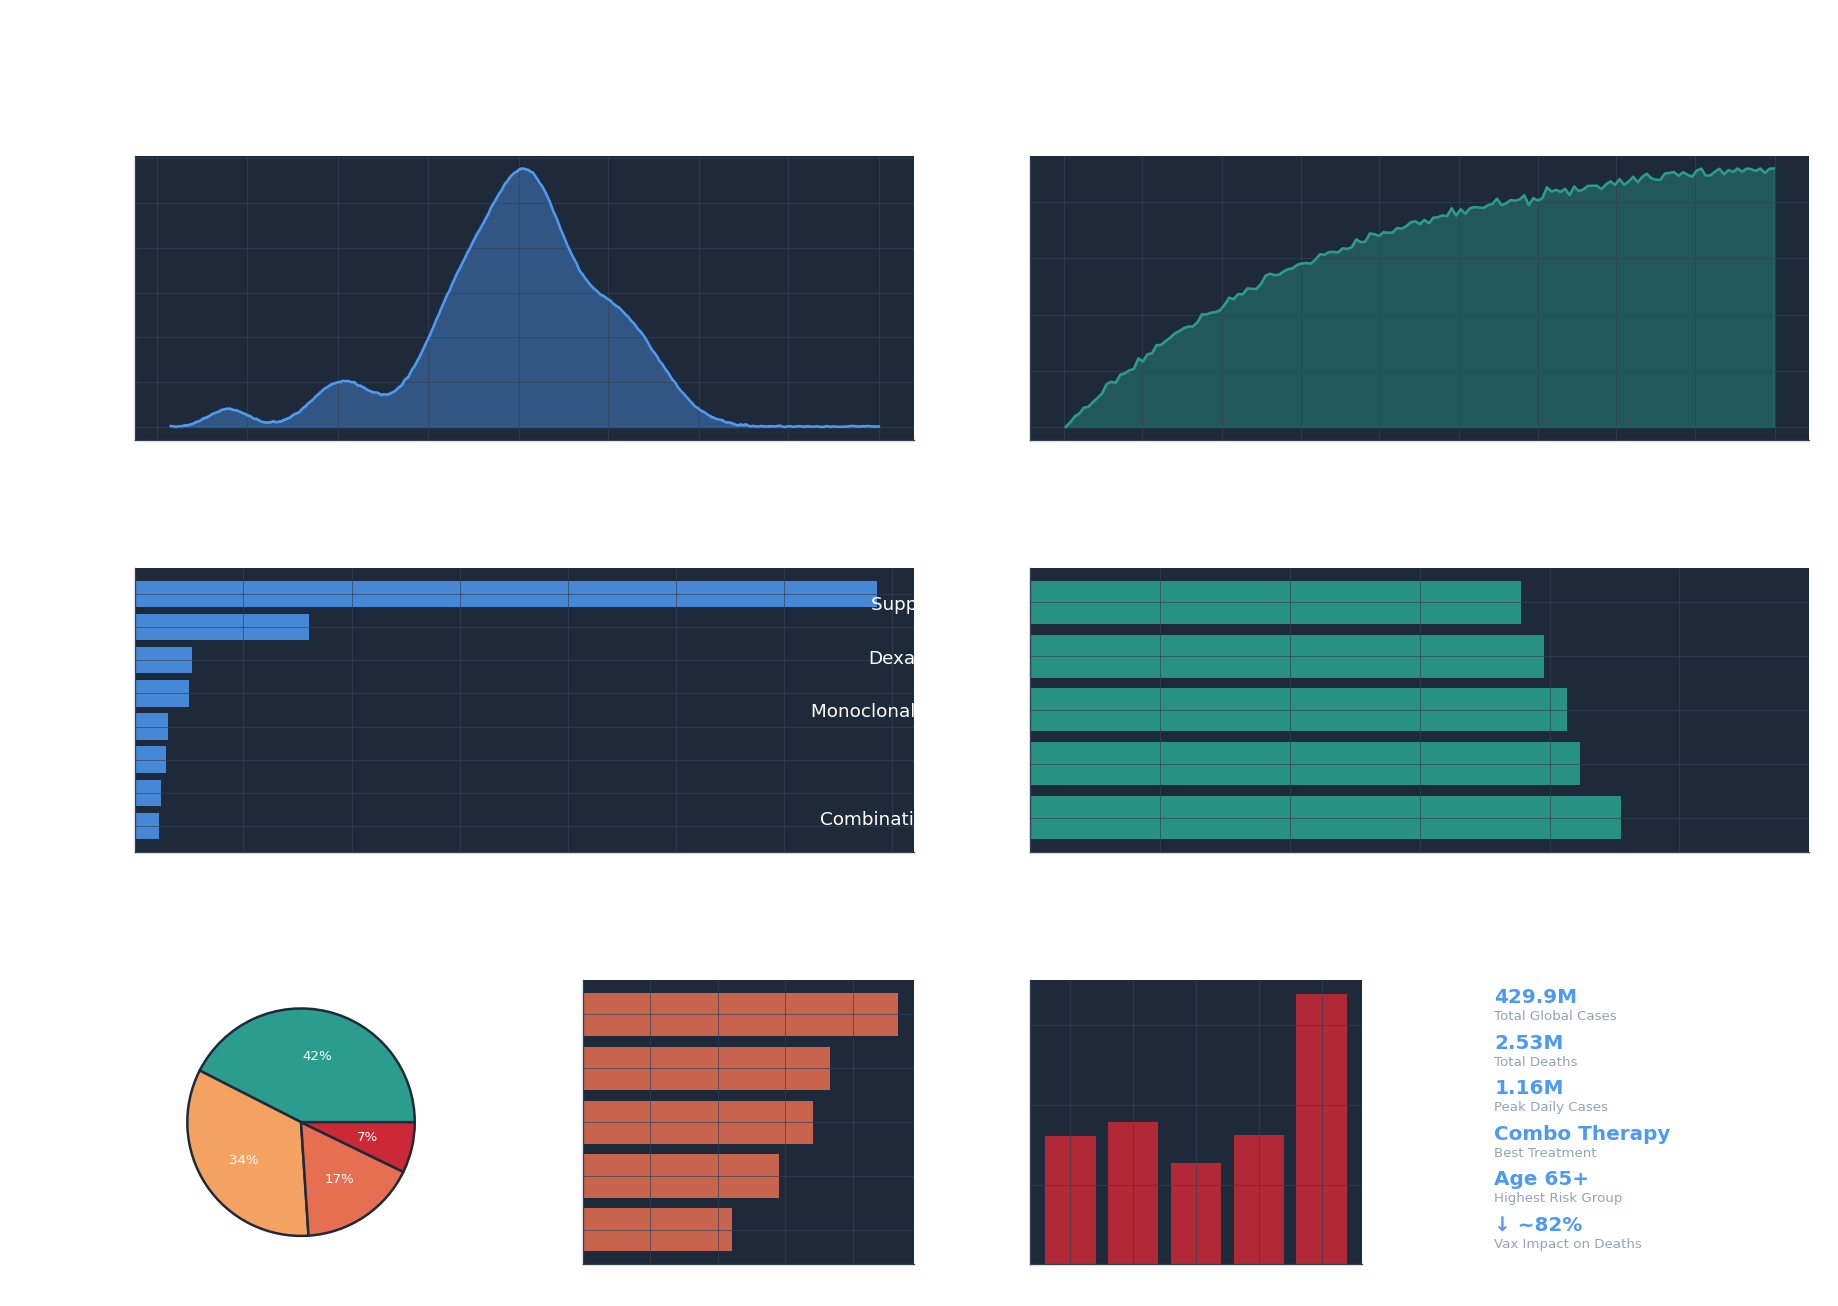 Supp
Dexa
Monoclonal
Combinati
42%
34%
17%
7%
429.9M
Total Global Cases
2.53M
Total Deaths
1.16M
Peak Daily Cases
Combo Therapy
Best Treatment
Age 65+
Highest Risk Group
↓ ~82%
Vax Impact on Deaths